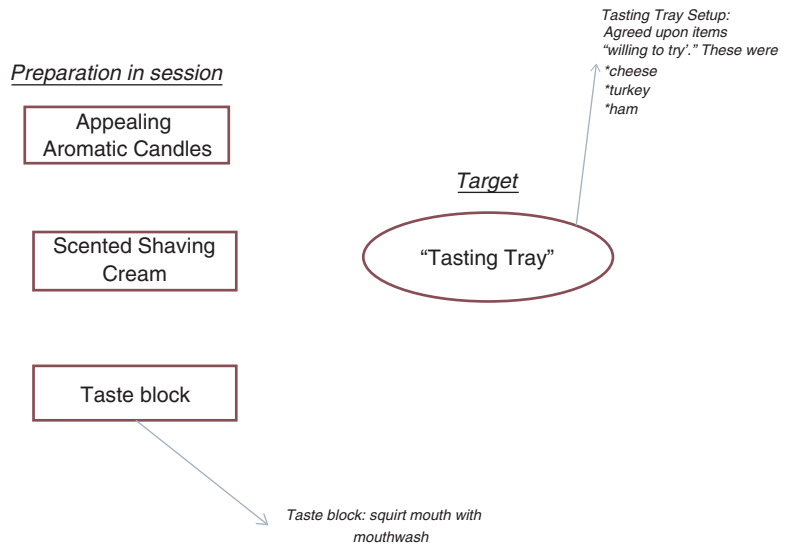 Preparation in session
Appealing
Aromatic Candles
Scented Shaving
Cream
Taste block
Taste block: squirt mouth with
mouthwash
Target
“Tasting Tray”
Tasting Tray Setup:
Agreed upon items
“willing to try’.” These were
*cheese
*turkey
*ham